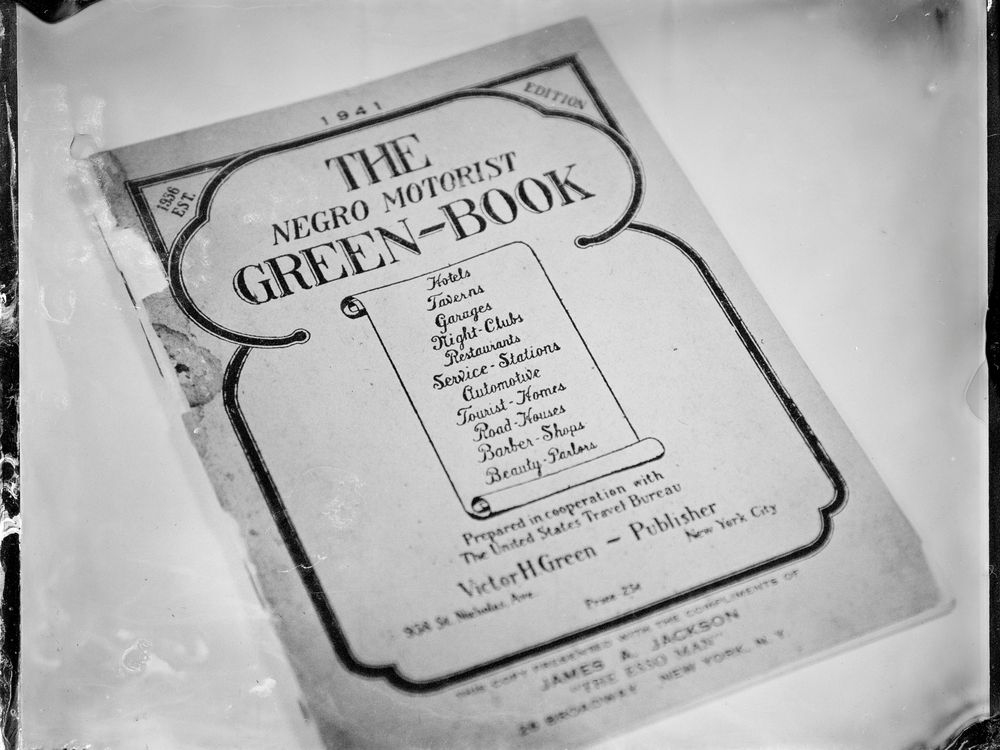 1941
EDITION
1936
EST.
THE
NEGRO MOTORIST
GREEN-BOOK
Hotels
Taverns
Garages
Night-Clubs
Restaurants
Service-Stations
Automotive
Tourist-Homes
Road-Houses
Barber-Shops
Beauty-Parlors
Prepared in cooperation with
The United States Travel Bureau
Victor H Green - Publisher
938 St. Nicholas Ave.
New York City
Price 25¢
THIS COPY PRESENTED WITH THE COMPLIMENTS OF
JAMES A. JACKSON
"THE ESSO MAN"
26 BROADWAY NEW YORK, N. Y.